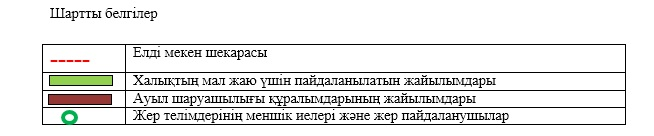 Шартты белгілер
Елді мекен шекарасы
Халықтың мал жаю үшін пайдаланылатын жайылымдары
Ауыл шаруашылығы құралымдарының жайылымдары
Жер телімдерінің меншік иелері және жер пайдаланушылар